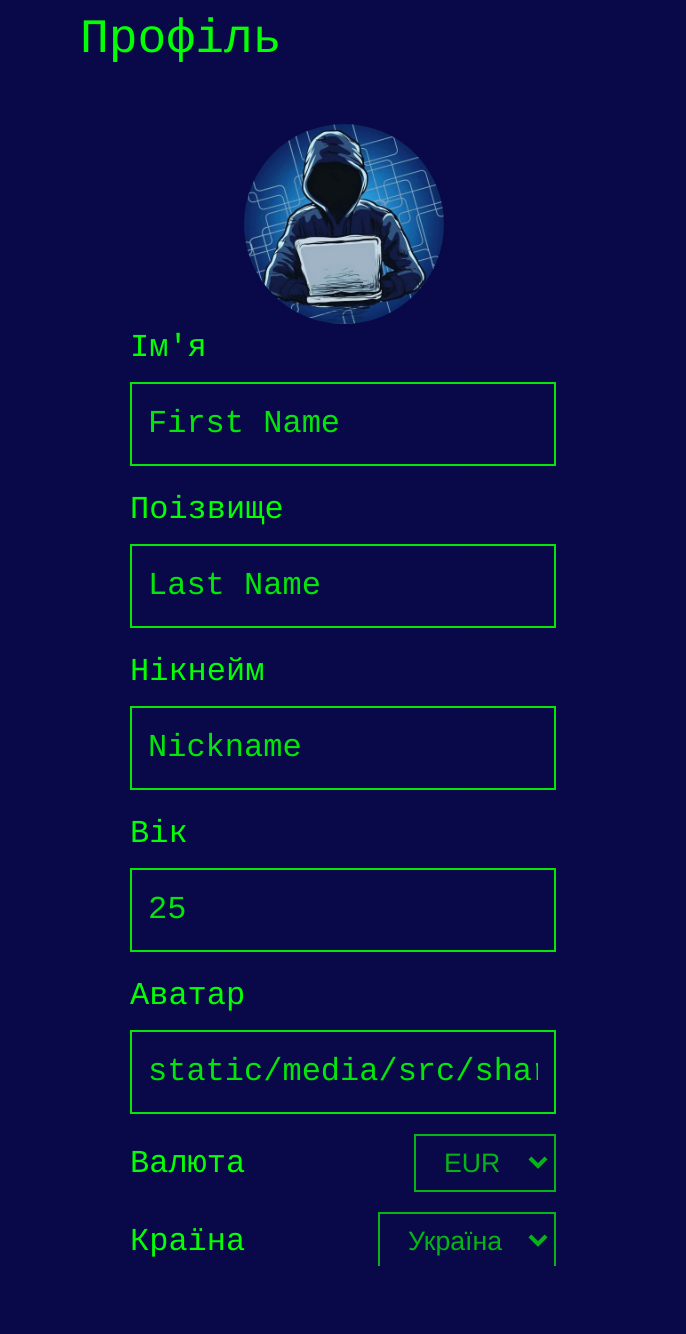 Профіль
Ім'я
First Name
Поізвище
Last Name
Нікнейм
Nickname
Вік
25
Аватар
static/media/src/shar
Валюта EUR
Країна Україна